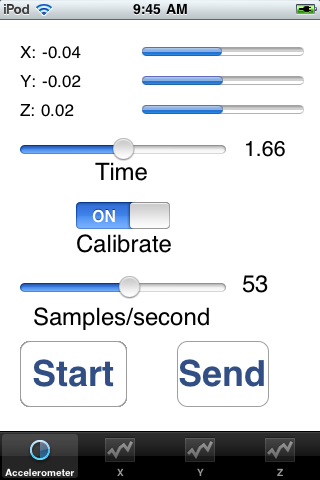 iPod 9:45 AM
X: -0.04
Y: -0.02
Z: 0.02
1.66
Time
ON
Calibrate
53
Samples/second
Start Send
Accelerometer X Y Z